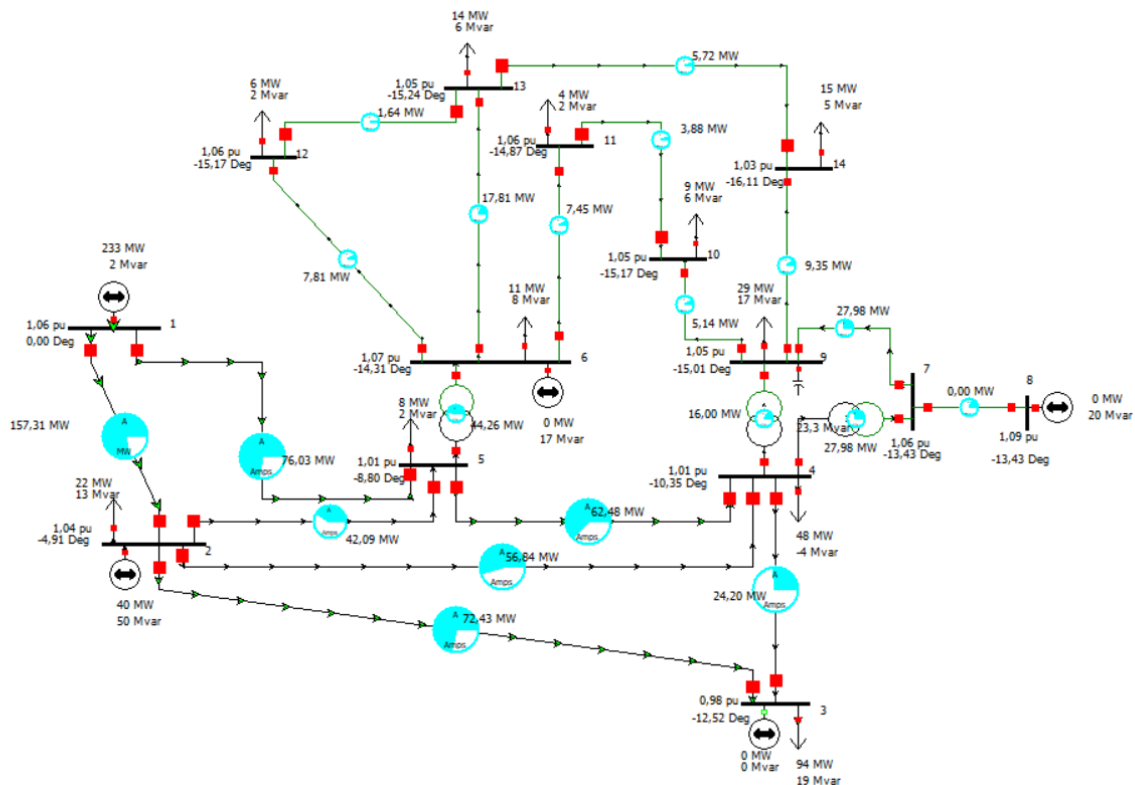 14 MW
6 Mvar
1,05 pu
-15,24 Deg
13
5,72 MW
6 MW
2 Mvar
1,64 MW
4 MW
2 Mvar
15 MW
5 Mvar
1,06 pu
-15,17 Deg
12
1,06 pu
-14,87 Deg
11
3,88 MW
1,03 pu
-16,11 Deg
14
17,81 MW
7,45 MW
9 MW
6 Mvar
1,05 pu
-15,17 Deg
10
233 MW
2 Mvar
7,81 MW
9,35 MW
11 MW
8 Mvar
29 MW
17 Mvar
27,98 MW
5,14 MW
1,06 pu
0,00 Deg
1
1,07 pu
-14,31 Deg
6
1,05 pu
-15,01 Deg
9
7
8
0,00 MW
0 MW
20 Mvar
0 MW
17 Mvar
8 MW
2 Mvar
44,26 MW
16,00 MW
23,3 Mvar
27,98 MW
1,06 pu
-13,43 Deg
1,09 pu
-13,43 Deg
157,31 MW
A
MW
A
76,03 MW
Amps
1,01 pu
-8,80 Deg
5
1,01 pu
-10,35 Deg
4
22 MW
13 Mvar
1,04 pu
-4,91 Deg
2
A
Amps
42,09 MW
A
62,48 MW
Amps
48 MW
-4 Mvar
A
56,84 MW
Amps
A
24,20 MW
Amps
40 MW
50 Mvar
A
72,43 MW
Amps
0,98 pu
-12,52 Deg
3
0 MW
0 Mvar
94 MW
19 Mvar